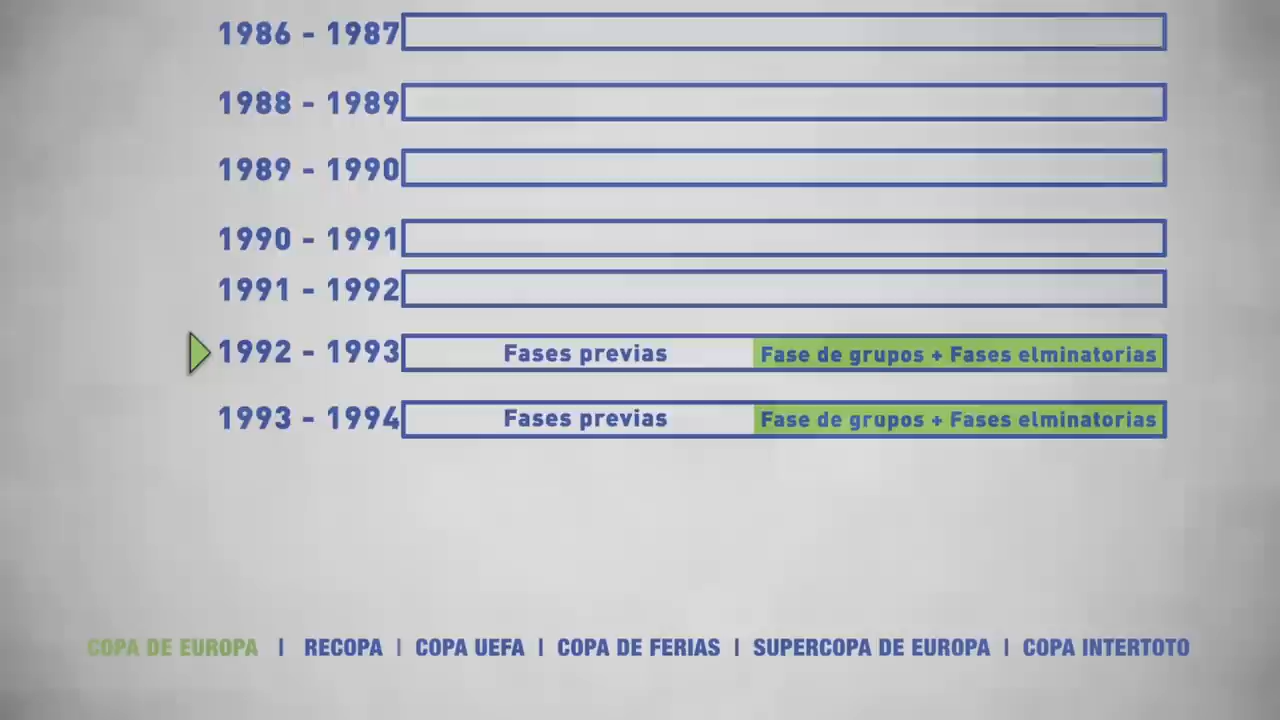 1986 - 1987
1988 - 1989
1989 - 1990
1990 - 1991
1991 - 1992
1992 - 1993 Fases previas Fase de grupos + Fases elminatorias
1993 - 1994 Fases previas Fase de grupos + Fases elminatorias
COPA DE EUROPA | RECOPA | COPA UEFA | COPA DE FERIAS | SUPERCOPA DE EUROPA | COPA INTERTOTO